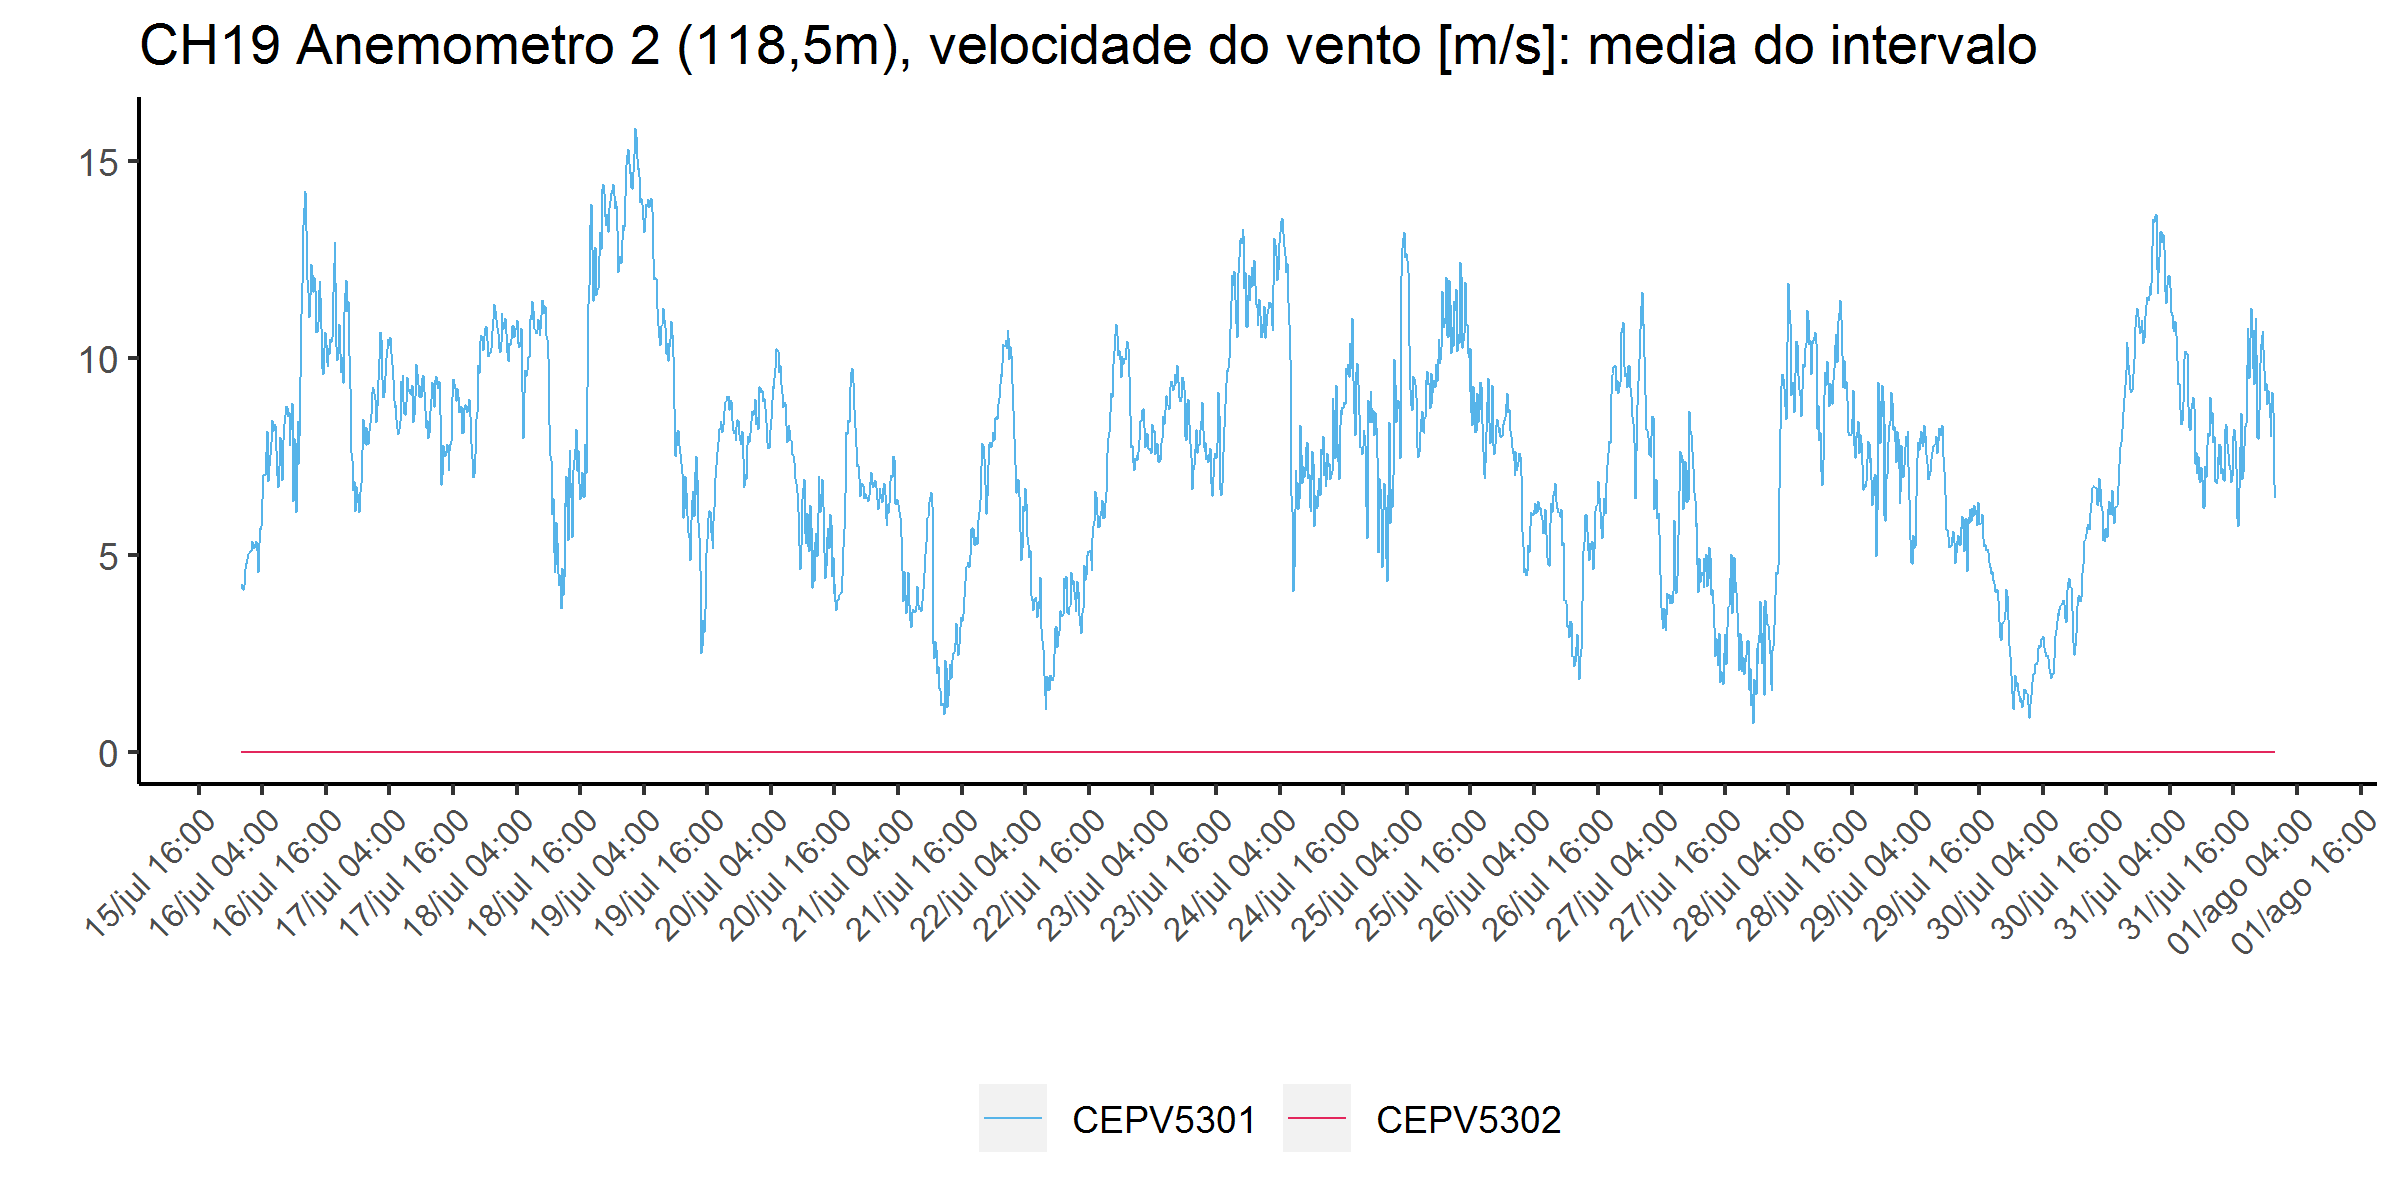 CH19 Anemometro 2 (118,5m), velocidade do vento [m/s]: media do intervalo
15
10
5
0
15/jul 16:00
16/jul 04:00
16/jul 16:00
17/jul 04:00
17/jul 16:00
18/jul 04:00
18/jul 16:00
19/jul 04:00
19/jul 16:00
20/jul 04:00
20/jul 16:00
21/jul 04:00
21/jul 16:00
22/jul 04:00
22/jul 16:00
23/jul 04:00
23/jul 16:00
24/jul 04:00
24/jul 16:00
25/jul 04:00
25/jul 16:00
26/jul 04:00
26/jul 16:00
27/jul 04:00
27/jul 16:00
28/jul 04:00
28/jul 16:00
29/jul 04:00
29/jul 16:00
30/jul 04:00
30/jul 16:00
31/jul 04:00
31/jul 16:00
01/ago 04:00
01/ago 16:00
CEPV5301
CEPV5302